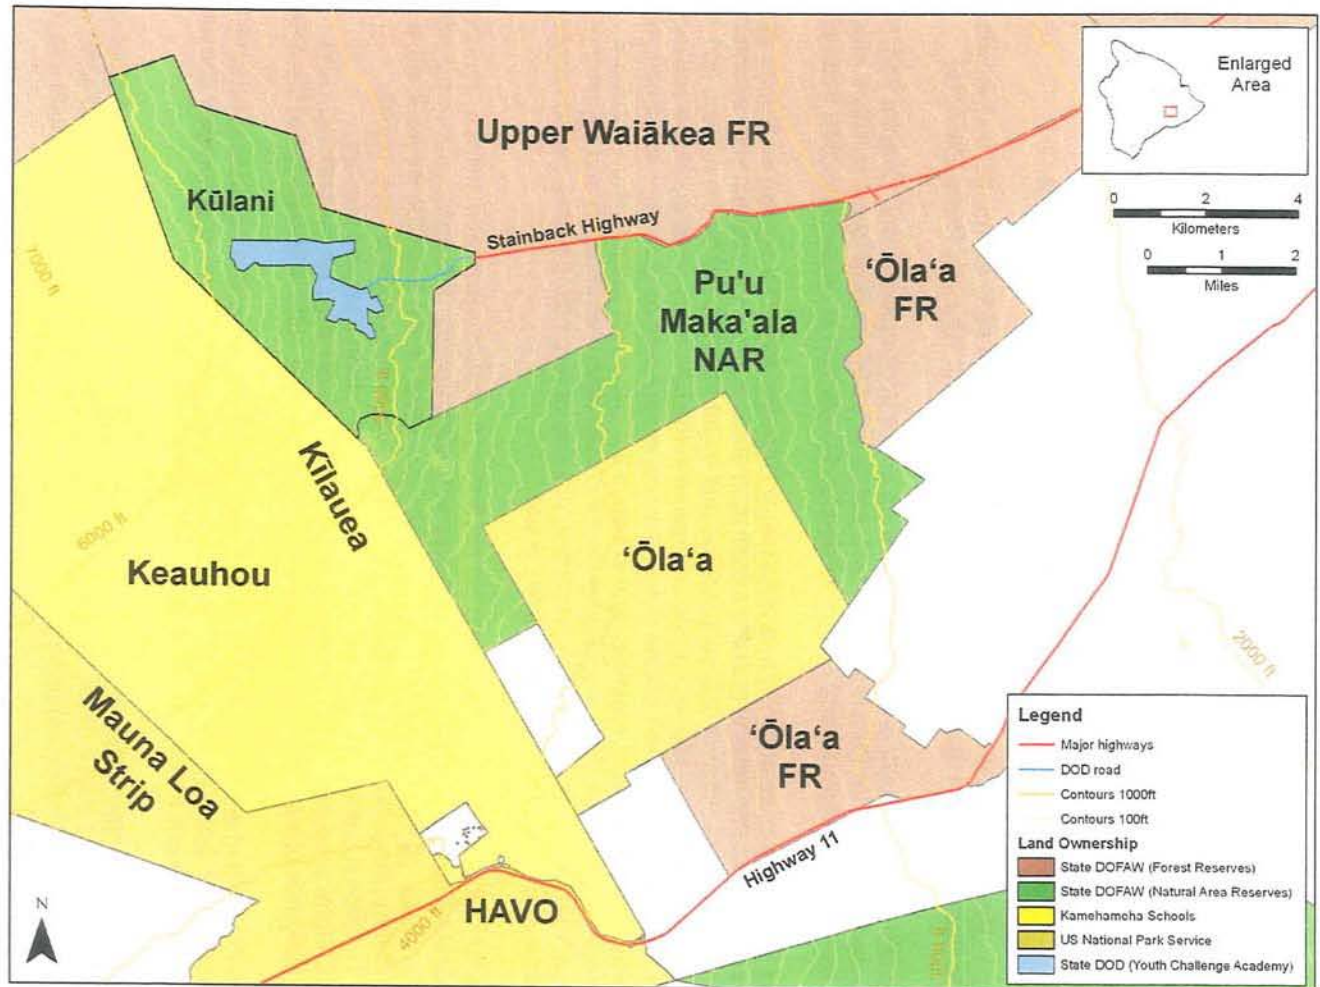 Enlarged
Area
Upper Waiākea FR
Kūlani
0 2 4
Kilometers
Stainback Highway
0 1 2
Miles
7000 ft
Pu'u
Maka'ala
NAR
ʻŌlaʻa
FR
Kīlauea
6000 ft
Keauhou
ʻŌlaʻa
2000 ft
Mauna Loa
Strip
ʻŌlaʻa
FR
Highway 11
HAVO
4000 ft
N
Legend
Major highways
DOD road
Contours 1000ft
Contours 100ft
Land Ownership
State DOFAW (Forest Reserves)
State DOFAW (Natural Area Reserves)
Kamehameha Schools
US National Park Service
State DOD (Youth Challenge Academy)